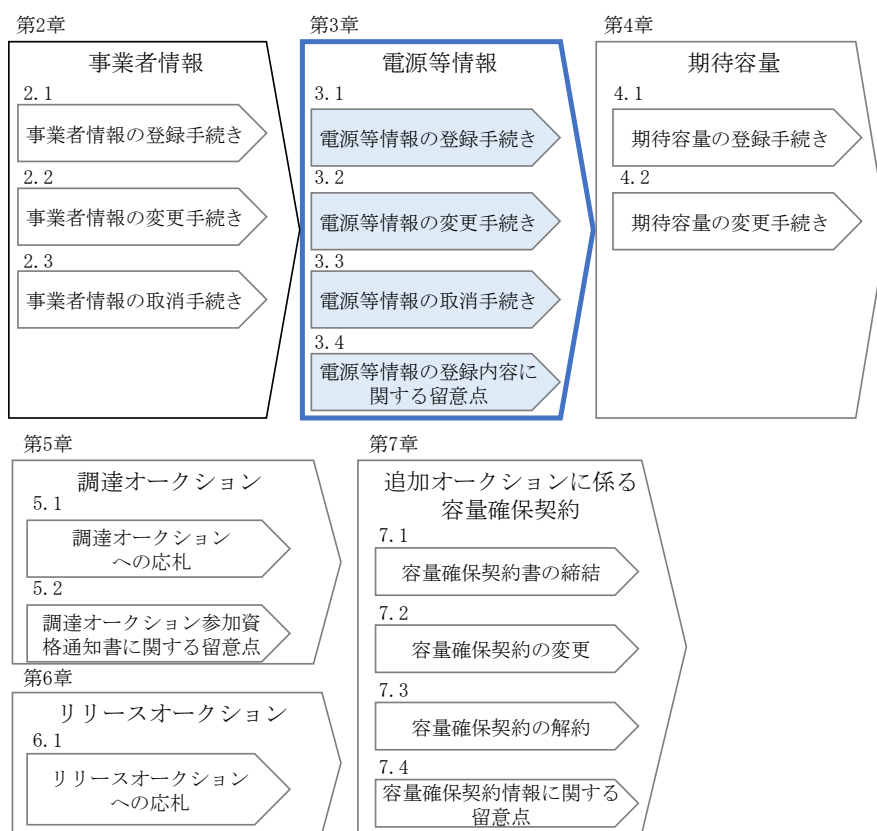 第2章
事業者情報
2.1
事業者情報の登録手続き
2.2
事業者情報の変更手続き
2.3
事業者情報の取消手続き
第3章
電源等情報
3.1
電源等情報の登録手続き
3.2
電源等情報の変更手続き
3.3
電源等情報の取消手続き
3.4
電源等情報の登録内容に
関する留意点
第4章
期待容量
4.1
期待容量の登録手続き
4.2
期待容量の変更手続き
第5章
調達オークション
5.1
調達オークション
への応札
5.2
調達オークション参加資
格通知書に関する留意点
第6章
リリースオークション
6.1
リリースオークション
への応札
第7章
追加オークションに係る
容量確保契約
7.1
容量確保契約書の締結
7.2
容量確保契約の変更
7.3
容量確保契約の解約
7.4
容量確保契約情報に関する
留意点